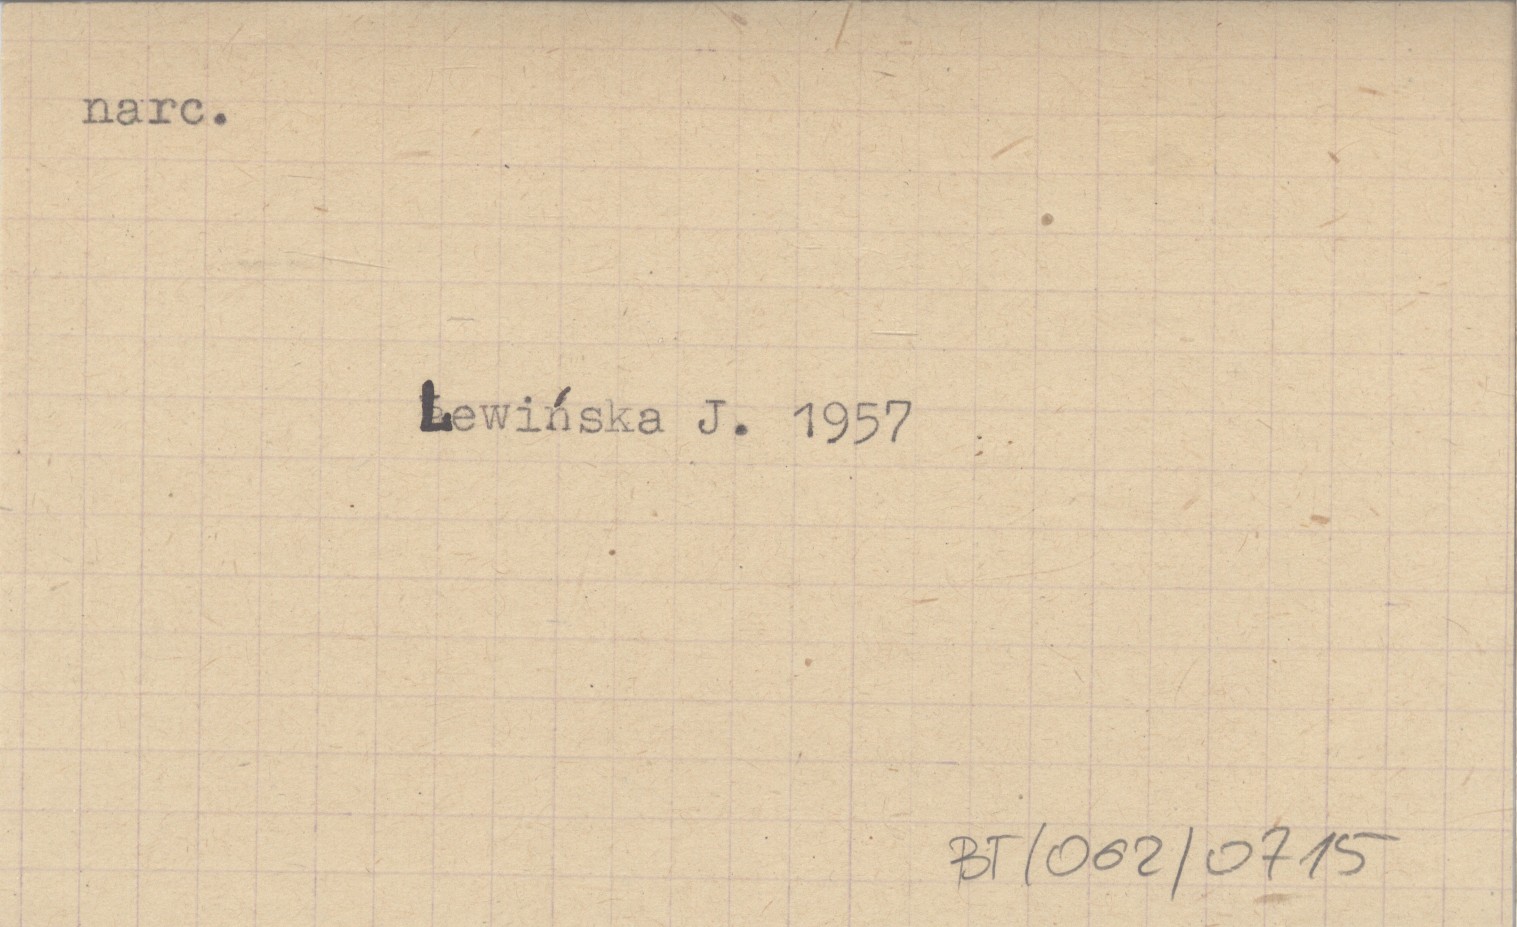 narc.
Lewińska J. 1957
BT/062/0715